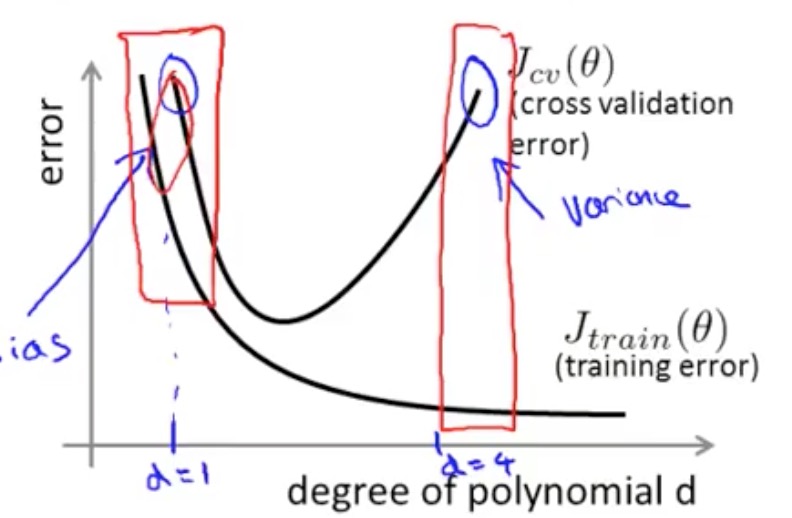 J_cv(θ)
(cross validation
error)
error
variance
ias
J_train(θ)
(training error)
d=1
d=4
degree of polynomial d